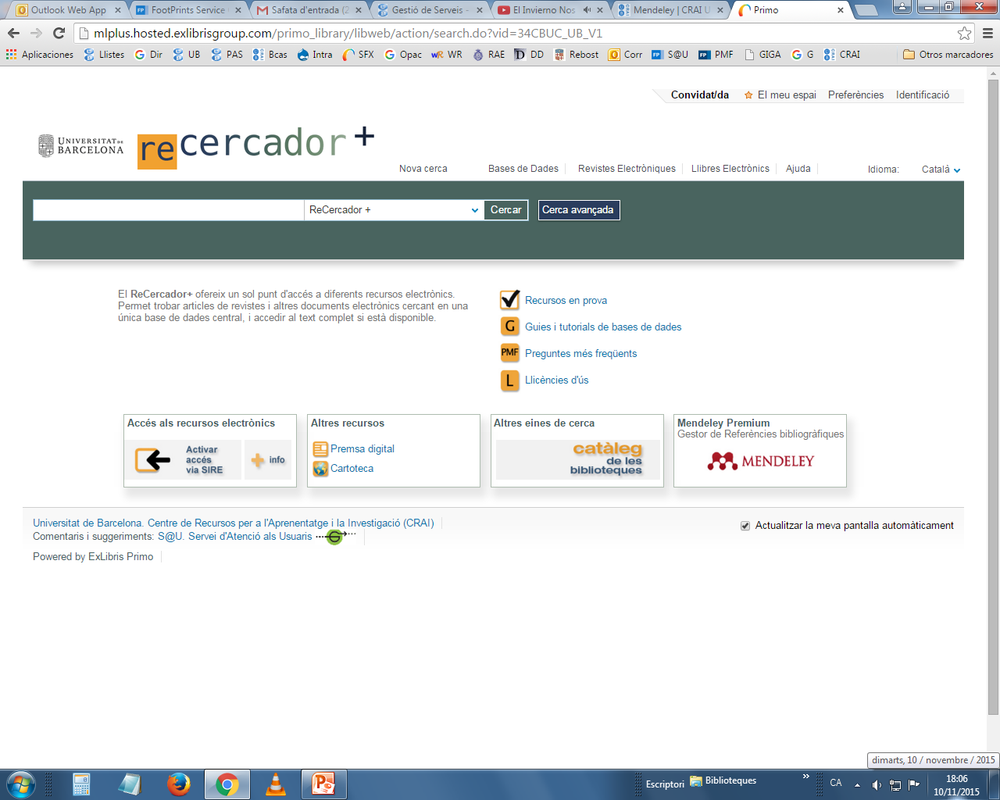 Outlook Web App
FootPrints Service
Safata d'entrada (2
Gestió de Serveis -
El Invierno Nos
Mendeley | CRAI U
Primo
mlplus.hosted.exlibrisgroup.com/primo_library/libweb/action/search.do?vid=34CBUC_UB_V1
Aplicaciones Llistes Dir UB PAS Bcas Intra SFX Opac WR RAE DD Rebost Corr S@U PMF GIGA G CRAI Otros marcadores
Convidat/da El meu espai Preferències Identificació
UNIVERSITAT DE
BARCELONA
recercador+
Nova cerca Bases de Dades Revistes Electròniques Llibres Electrònics Ajuda Idioma: Català
ReCercador + Cercar Cerca avançada
El ReCercador+ ofereix un sol punt d'accés a diferents recursos electrònics.
Permet trobar articles de revistes i altres documents electrònics cercant en una
única base de dades central, i accedir al text complet si està disponible.
Recursos en prova
G Guies i tutorials de bases de dades
PMF Preguntes més freqüents
L Llicències d'ús
Accés als recursos electrònics
Activar
accés
via SIRE
info
Altres recursos
Premsa digital
Cartoteca
Altres eines de cerca
catàleg
de les
biblioteques
Mendeley Premium
Gestor de Referències bibliogràfiques
MENDELEY
Universitat de Barcelona. Centre de Recursos per a l'Aprenentatge i la Investigació (CRAI)
Comentaris i suggeriments: S@U. Servei d'Atenció als Usuaris
Actualitzar la meva pantalla automàticament
Powered by ExLibris Primo
dimarts, 10 / novembre / 2015
Escriptori Biblioteques » CA 18:06
10/11/2015